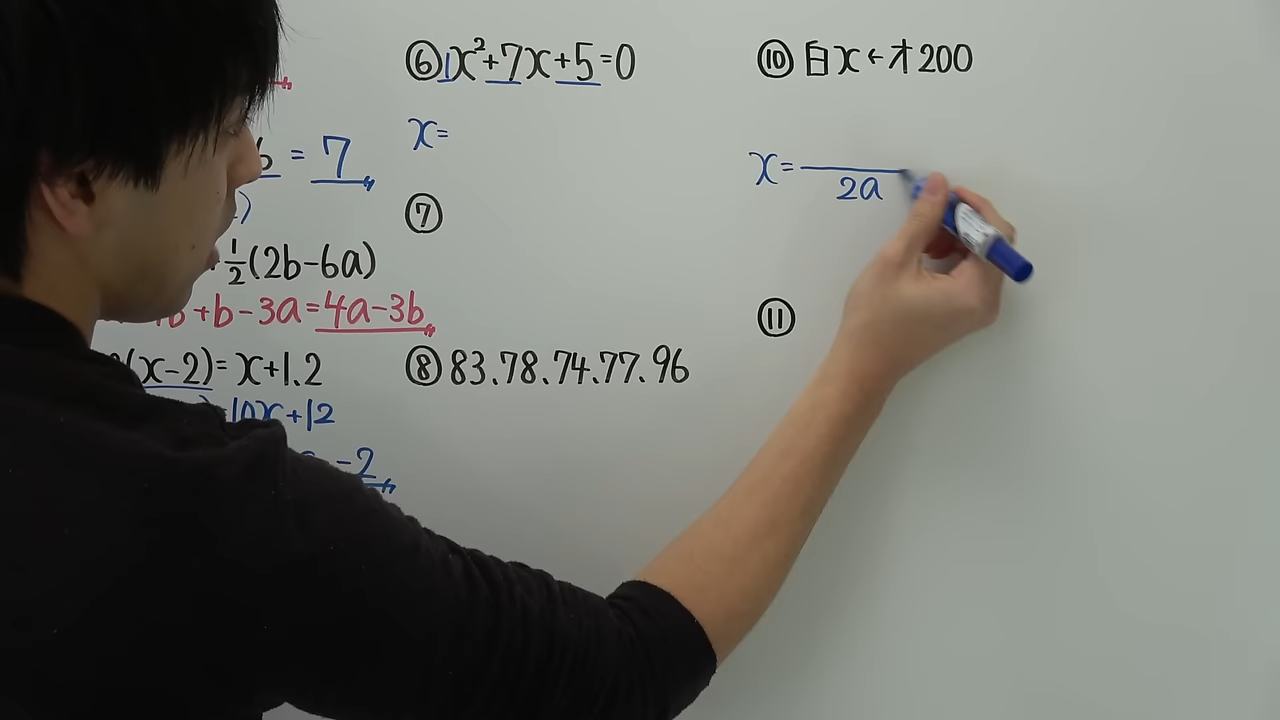 = 7
½(2b-6a)
+b-3a=4a-3b
(x-2)=x+1.2
10x+12
-2
⑥ 1x²+7x+5=0
x=
⑦
⑧ 83.78.74.77.96
⑩ 白x←オ200
x=
2a
⑪